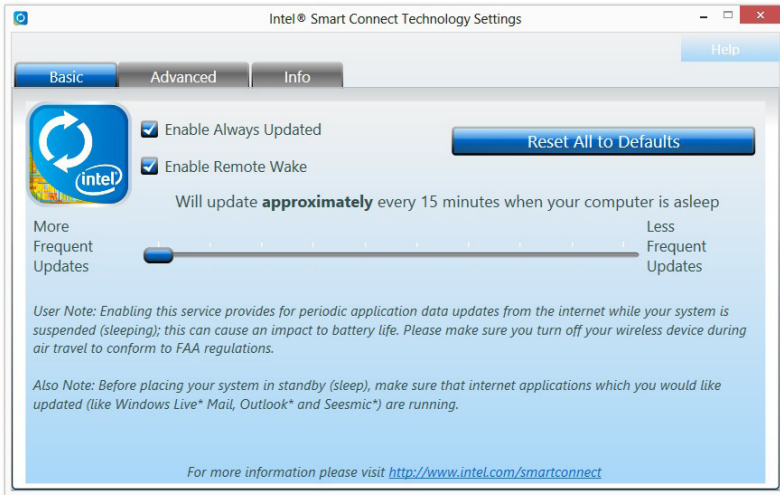 Intel® Smart Connect Technology Settings
Help
Basic
Advanced
Info
Enable Always Updated
Reset All to Defaults
Enable Remote Wake
(intel)
Will update approximately every 15 minutes when your computer is asleep
More
Frequent
Updates
Less
Frequent
Updates
User Note: Enabling this service provides for periodic application data updates from the internet while your system is
suspended (sleeping); this can cause an impact to battery life. Please make sure you turn off your wireless device during
air travel to conform to FAA regulations.
Also Note: Before placing your system in standby (sleep), make sure that internet applications which you would like
updated (like Windows Live* Mail, Outlook* and Seesmic*) are running.
For more information please visit http://www.intel.com/smartconnect